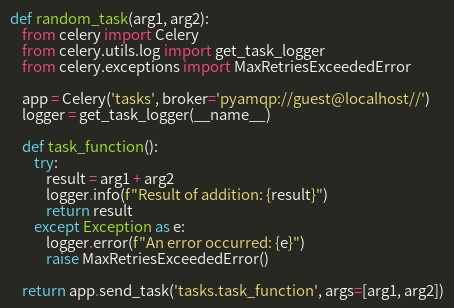 def random_task(arg1, arg2):
    from celery import Celery
    from celery.utils.log import get_task_logger
    from celery.exceptions import MaxRetriesExceededError

    app = Celery('tasks', broker='pyamqp://guest@localhost//')
    logger = get_task_logger(__name__)

    def task_function():
        try:
            result = arg1 + arg2
            logger.info(f"Result of addition: {result}")
            return result
        except Exception as e:
            logger.error(f"An error occurred: {e}")
            raise MaxRetriesExceededError()

    return app.send_task('tasks.task_function', args=[arg1, arg2])